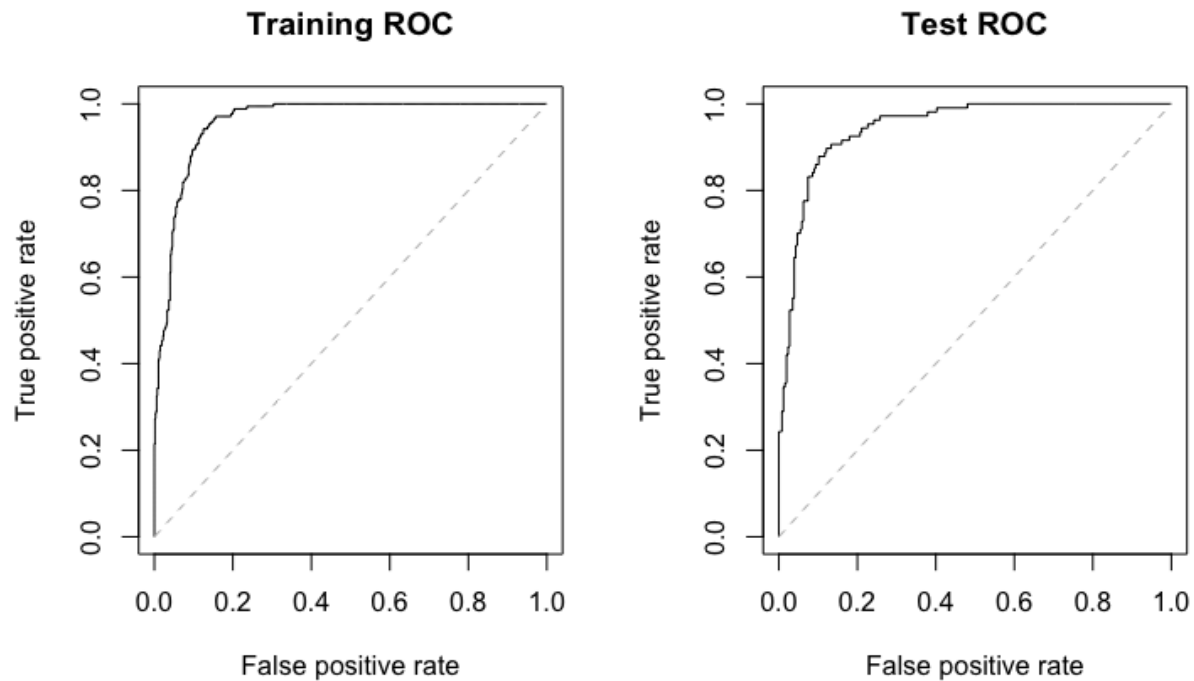 Training ROC
True positive rate
1.0
0.8
0.6
0.4
0.2
0.0
0.0 0.2 0.4 0.6 0.8 1.0
False positive rate
Test ROC
True positive rate
1.0
0.8
0.6
0.4
0.2
0.0
0.0 0.2 0.4 0.6 0.8 1.0
False positive rate